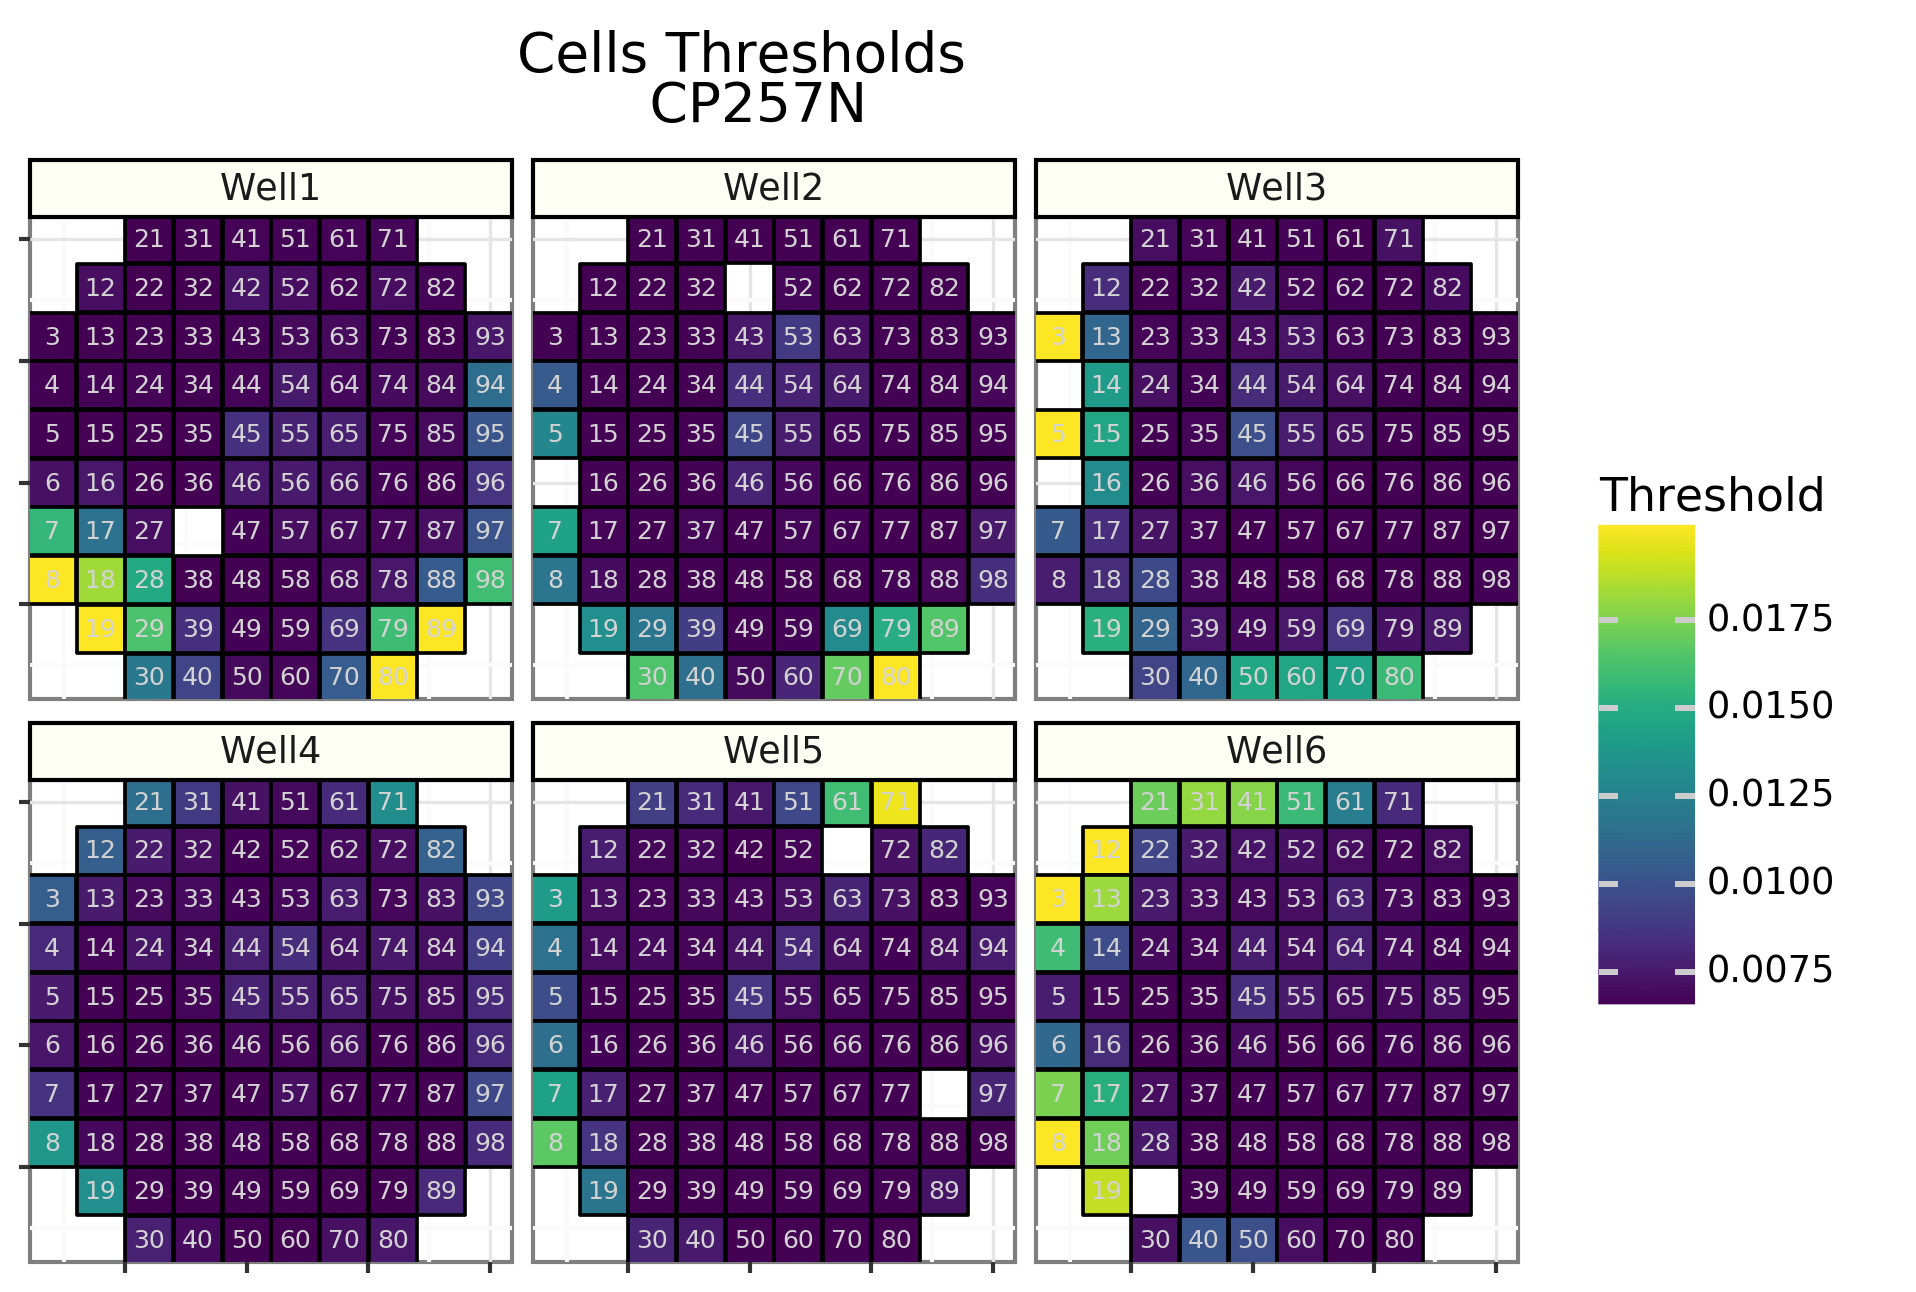 Cells Thresholds
CP257N
Well1 Well2 Well3
21 31 41 51 61 71 21 31 41 51 61 71 21 31 41 51 61 71
12 22 32 42 52 62 72 82 12 22 32 52 62 72 82 12 22 32 42 52 62 72 82
3 13 23 33 43 53 63 73 83 93 3 13 23 33 43 53 63 73 83 93 3 13 23 33 43 53 63 73 83 93
4 14 24 34 44 54 64 74 84 94 4 14 24 34 44 54 64 74 84 94 14 24 34 44 54 64 74 84 94
5 15 25 35 45 55 65 75 85 95 5 15 25 35 45 55 65 75 85 95 5 15 25 35 45 55 65 75 85 95
6 16 26 36 46 56 66 76 86 96 16 26 36 46 56 66 76 86 96 16 26 36 46 56 66 76 86 96
7 17 27 47 57 67 77 87 97 7 17 27 37 47 57 67 77 87 97 7 17 27 37 47 57 67 77 87 97
8 18 28 38 48 58 68 78 88 98 8 18 28 38 48 58 68 78 88 98 8 18 28 38 48 58 68 78 88 98
19 29 39 49 59 69 79 89 19 29 39 49 59 69 79 89 19 29 39 49 59 69 79 89
30 40 50 60 70 80 30 40 50 60 70 80 30 40 50 60 70 80
Well4 Well5 Well6
21 31 41 51 61 71 21 31 41 51 61 71 21 31 41 51 61 71
12 22 32 42 52 62 72 82 12 22 32 42 52 72 82 12 22 32 42 52 62 72 82
3 13 23 33 43 53 63 73 83 93 3 13 23 33 43 53 63 73 83 93 3 13 23 33 43 53 63 73 83 93
4 14 24 34 44 54 64 74 84 94 4 14 24 34 44 54 64 74 84 94 4 14 24 34 44 54 64 74 84 94
5 15 25 35 45 55 65 75 85 95 5 15 25 35 45 55 65 75 85 95 5 15 25 35 45 55 65 75 85 95
6 16 26 36 46 56 66 76 86 96 6 16 26 36 46 56 66 76 86 96 6 16 26 36 46 56 66 76 86 96
7 17 27 37 47 57 67 77 87 97 7 17 27 37 47 57 67 77 97 7 17 27 37 47 57 67 77 87 97
8 18 28 38 48 58 68 78 88 98 8 18 28 38 48 58 68 78 88 98 8 18 28 38 48 58 68 78 88 98
19 29 39 49 59 69 79 89 19 29 39 49 59 69 79 89 19 39 49 59 69 79 89
30 40 50 60 70 80 30 40 50 60 70 80 30 40 50 60 70 80
Threshold
0.0175
0.0150
0.0125
0.0100
0.0075